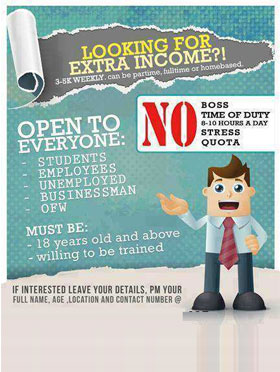 LOOKING FOR
EXTRA INCOME?!
3-5K WEEKLY. can be partume, fulltime or homebased.
NO
BOSS
TIME OF DUTY
8-10 HOURS A DAY
STRESS
QUOTA
OPEN TO
EVERYONE:
- STUDENTS
- EMPLOYEES
- UNEMPLOYED
- BUSINESSMAN
- OFW
MUST BE:
- 18 years old and above
- willing to be trained
IF INTERESTED LEAVE YOUR DETAILS, PM YOUR
FULL NAME, AGE ,LOCATION AND CONTACT NUMBER @